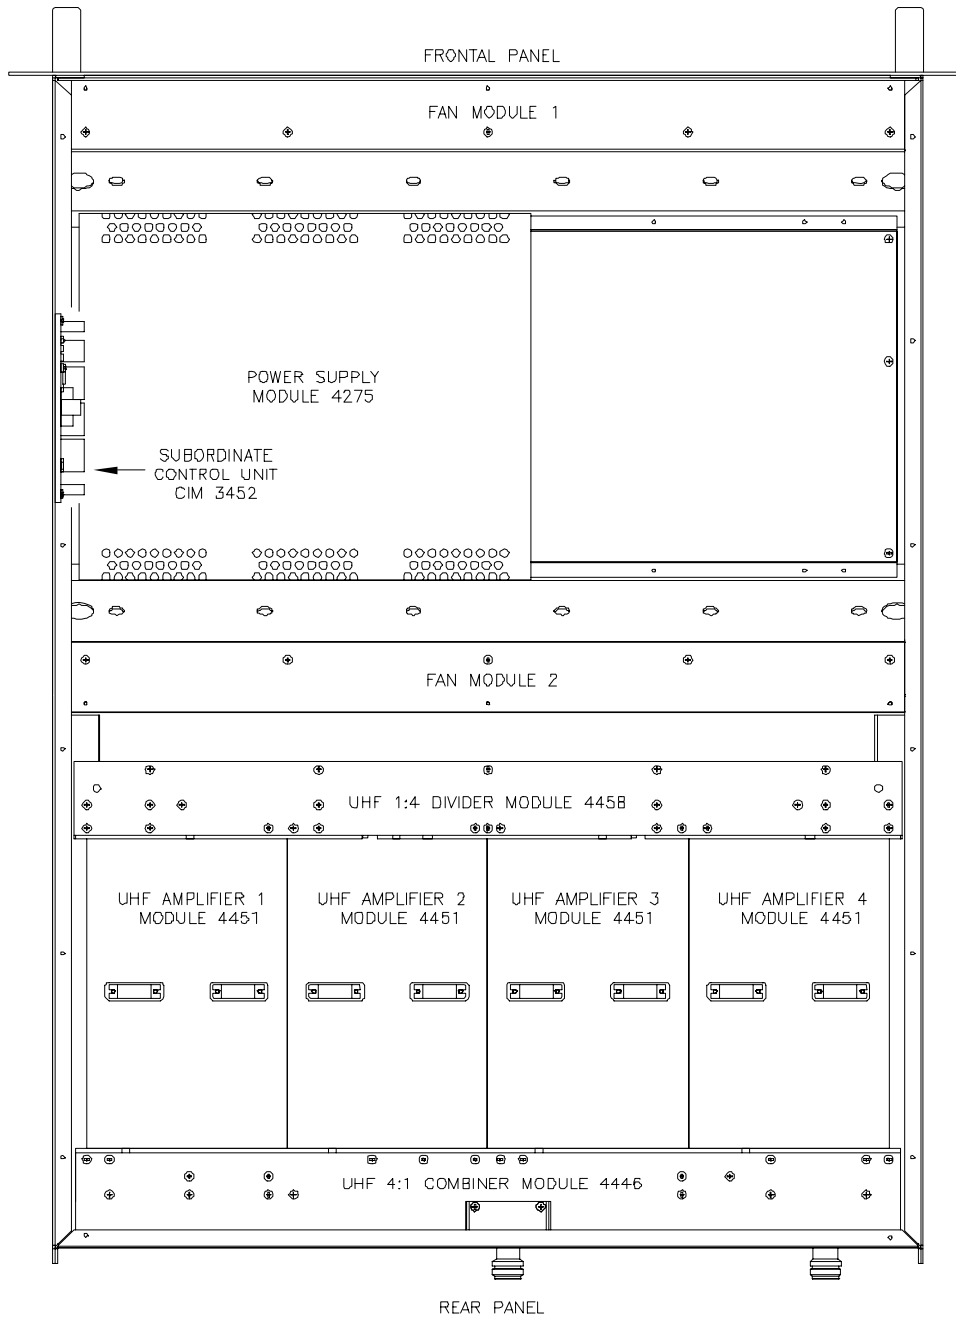 FRONTAL PANEL
FAN MODULE 1
POWER SUPPLY
MODULE 4275
SUBORDINATE
CONTROL UNIT
CIM 3452
FAN MODULE 2
UHF 1:4 DIVIDER MODULE 4458
UHF AMPLIFIER 1
MODULE 4451
UHF AMPLIFIER 2
MODULE 4451
UHF AMPLIFIER 3
MODULE 4451
UHF AMPLIFIER 4
MODULE 4451
UHF 4:1 COMBINER MODULE 4446
REAR PANEL